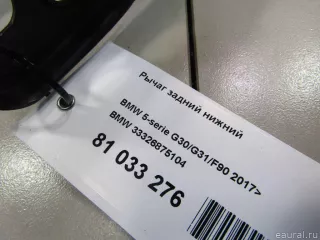 Рычаг задний нижний
BMW 5-serie G30/G31/F90 2017>
BMW 33326875104
81 033 276
eaural.ru